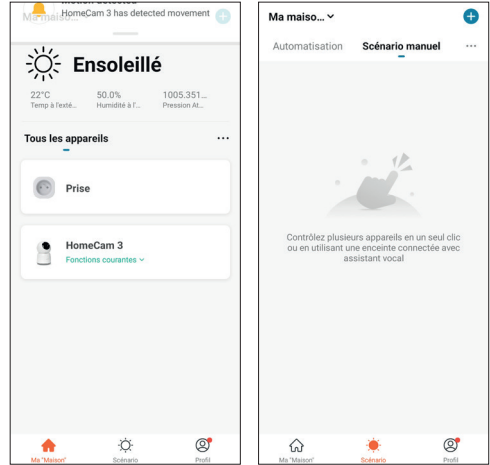 Motion detected
HomeCam 3 has detected movement
Ma maiso...
Ensoleillé
22°C
50.0%
1005.351...
Temp à l'exté...
Humidité à l'...
Pression At...
Tous les appareils
...
Prise
HomeCam 3
Fonctions courantes
Ma "Maison"
Scénario
Profil
Ma maiso...
Automatisation
Scénario manuel
...
Contrôlez plusieurs appareils en un seul clic
ou en utilisant une enceinte connectée avec
assistant vocal
Ma "Maison"
Scénario
Profil